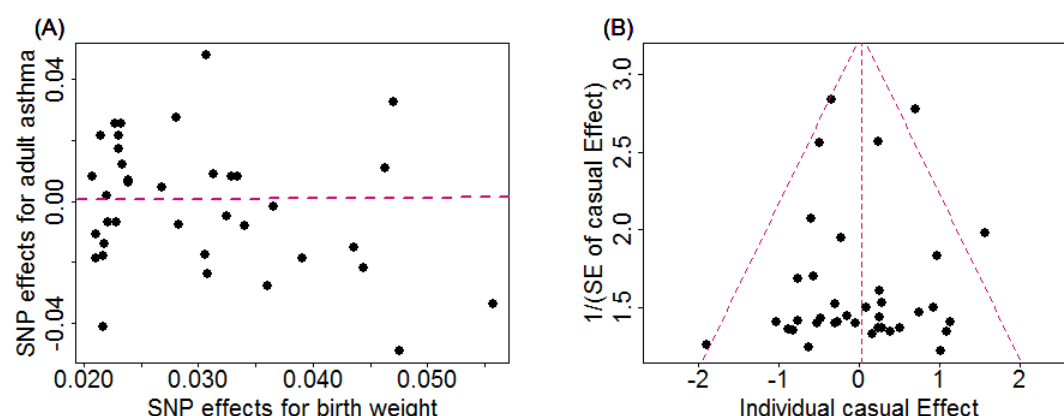 (A)
SNP effects for adult asthma
0.04
0.00
-0.04
0.020
0.030
0.040
0.050
SNP effects for birth weight
(B)
1/(SE of casual Effect)
3.0
2.5
2.0
1.5
-2
-1
0
1
2
Individual casual Effect